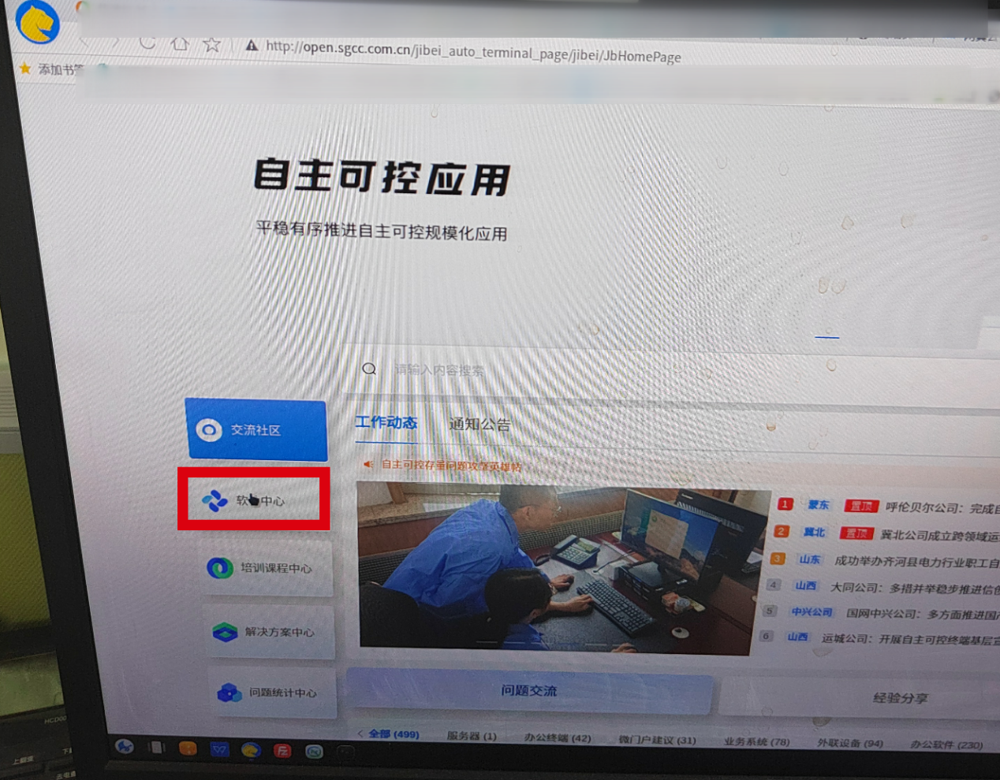 http://open.sgcc.com.cn/jibei_auto_terminal_page/jibei/JbHomePage
添加书签
自主可控应用
平稳有序推进自主可控规模化应用
请输入内容搜索
交流社区
工作动态 通知公告
自主可控存量问题攻坚英雄帖
软 中心
培训课程中心
解决方案中心
问题统计中心
1 蒙东 置顶 呼伦贝尔公司：完成
2 冀北 置顶 冀北公司成立跨领域运
3 山东 成功举办齐河县电力行业职工自
4 山西 大同公司：多措并举稳步推进信创
5 中兴公司 国网中兴公司：多方面推进国
6 山西 运城公司：开展自主可控终端基层宣
问题交流 经验分享
全部 (499) 服务器 (1) 办公终端 (42) 微门户建议 (31) 业务系统 (78) 外联设备 (94) 办公软件 (230)